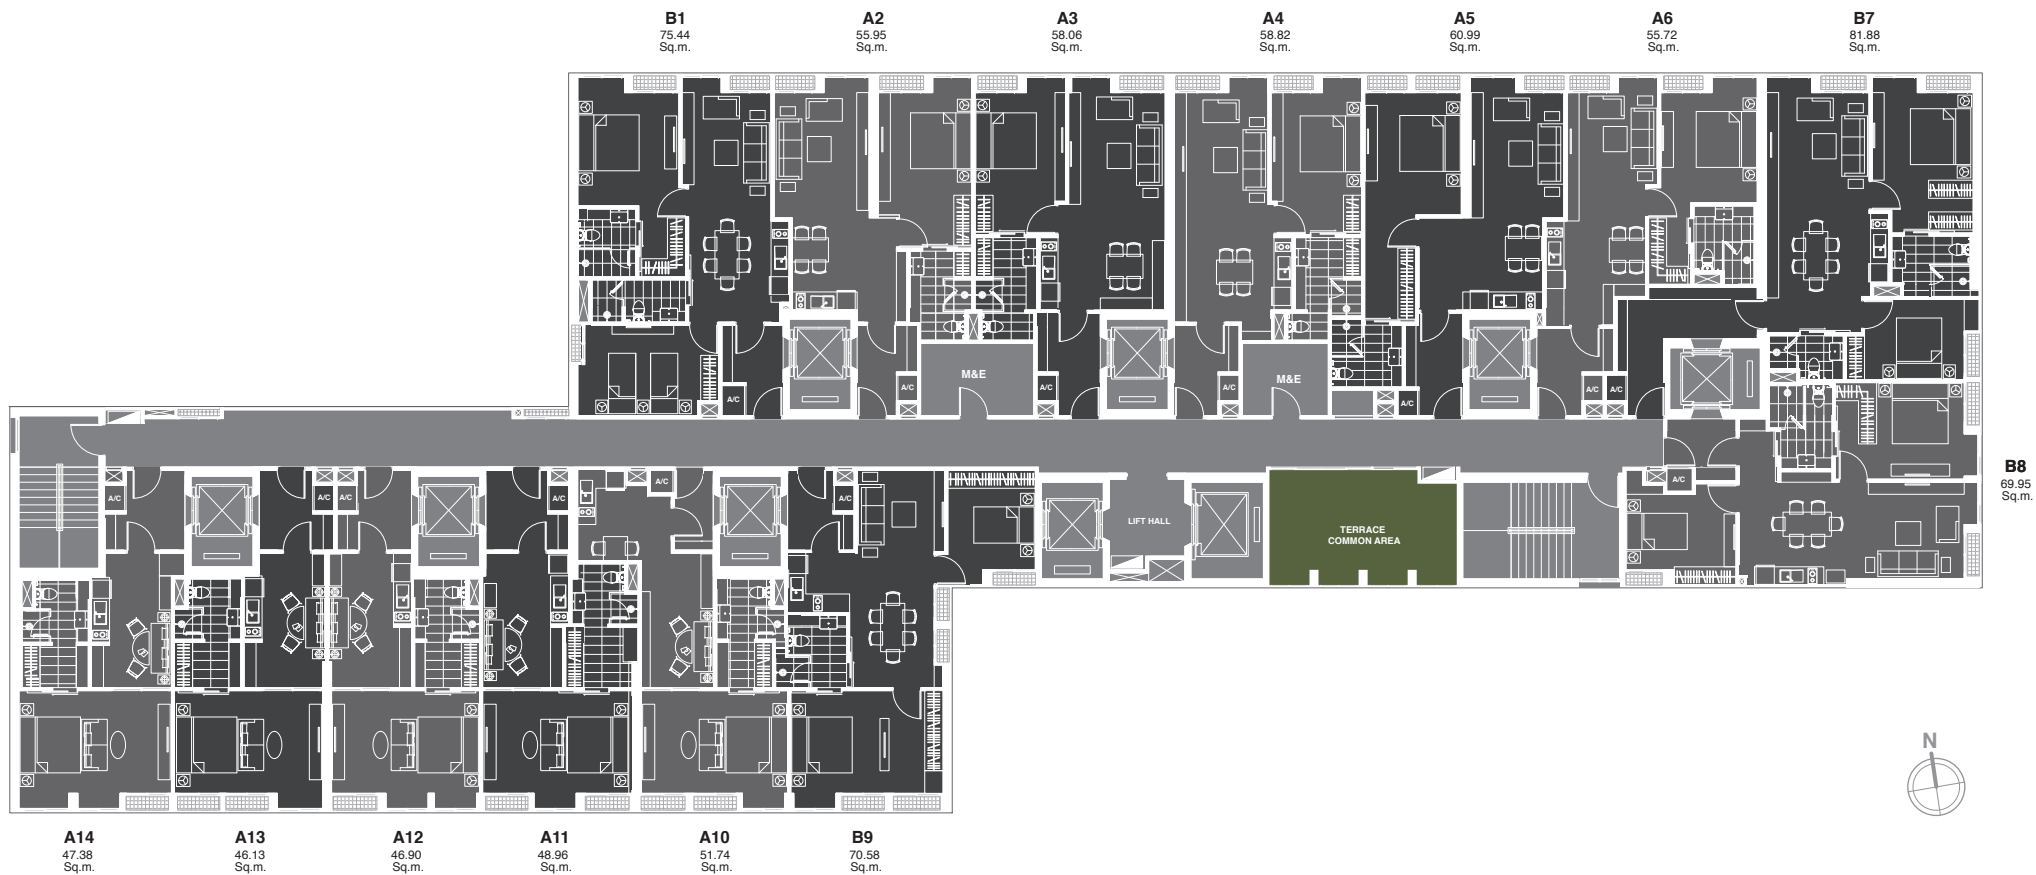 B1
75.44
Sq.m.
A2
55.95
Sq.m.
A3
58.06
Sq.m.
A4
58.82
Sq.m.
A5
60.99
Sq.m.
A6
55.72
Sq.m.
B7
81.88
Sq.m.
M&E
M&E
A/C
A/C
A/C
A/C
A/C
A/C
A/C
B8
69.95
Sq.m.
A/C
A/C
A/C
A/C
A/C
A/C
A/C
LIFT HALL
TERRACE
COMMON AREA
N
A14
47.38
Sq.m.
A13
46.13
Sq.m.
A12
46.90
Sq.m.
A11
48.96
Sq.m.
A10
51.74
Sq.m.
B9
70.58
Sq.m.